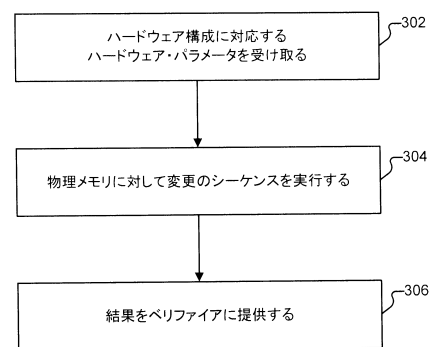 ハードウェア構成に対応する
ハードウェア・パラメータを受け取る
302
物理メモリに対して変更のシーケンスを実行する
304
結果をベリファイアに提供する
306